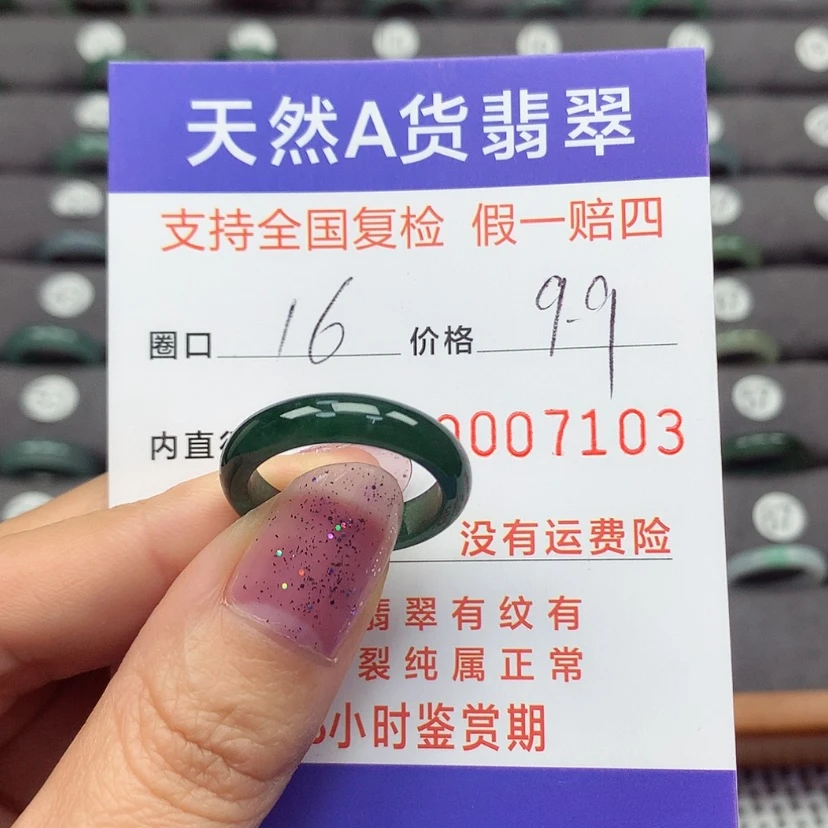 天然A货翡翠
支持全国复检 假一赔四
圈口 16 价格 9.9
内直 0007103
没有运费险
翡翠有纹有
裂纯属正常
小时鉴赏期